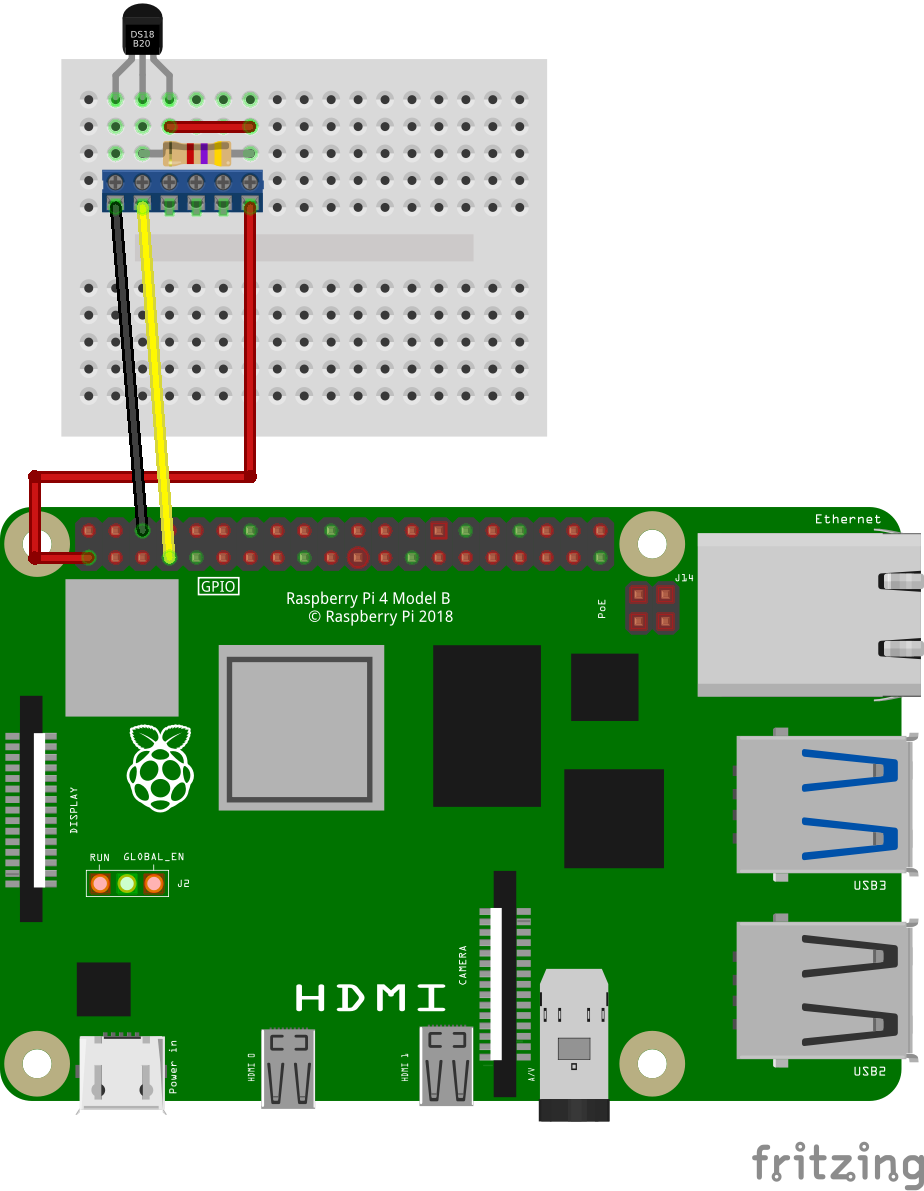 DS18
B20
Ethernet
J14
PoE
GPIO
Raspberry Pi 4 Model B
© Raspberry Pi 2018
DISPLAY
RUN
GLOBAL_EN
J2
USB3
CAMERA
HDMI
Power in
HDMI 0
HDMI 1
A/V
USB2
fritzing